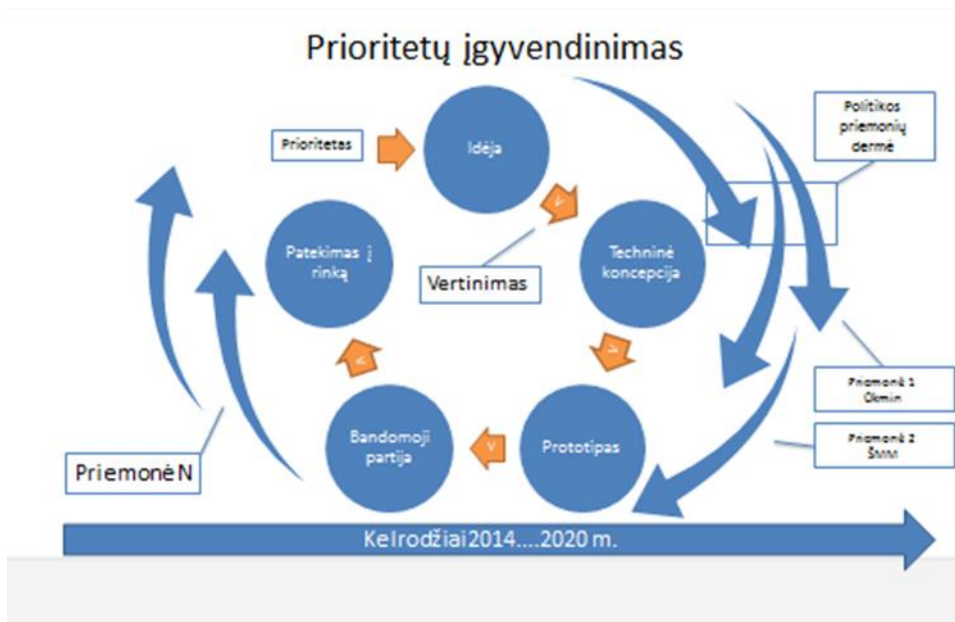 Prioritetų įgyvendinimas
Politikos
priemonių
dermė
Prioritetas
Idėja
V
Patekimas į
rinką
Techninė
koncepcija
Vertinimas
V
V
Priemonė 1
Ūkmin
Bandomoji
partija
V
Prototipas
Priemonė 2
ŠMM
Priemonė N
Kelrodžiai 2014....2020 m.